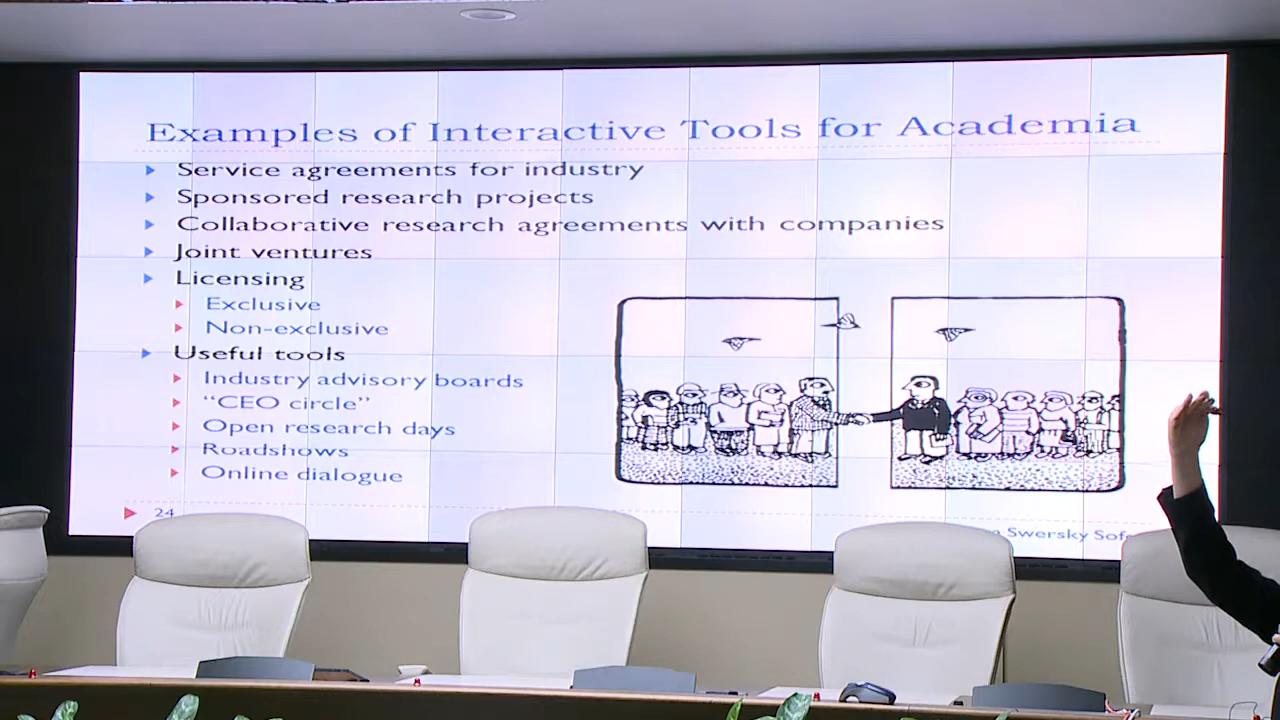 Examples of Interactive Tools for Academia
Service agreements for industry
Sponsored research projects
Collaborative research agreements with companies
Joint ventures
Licensing
Exclusive
Non-exclusive
Useful tools
Industry advisory boards
“CEO circle”
Open research days
Roadshows
Online dialogue
24
Swersky